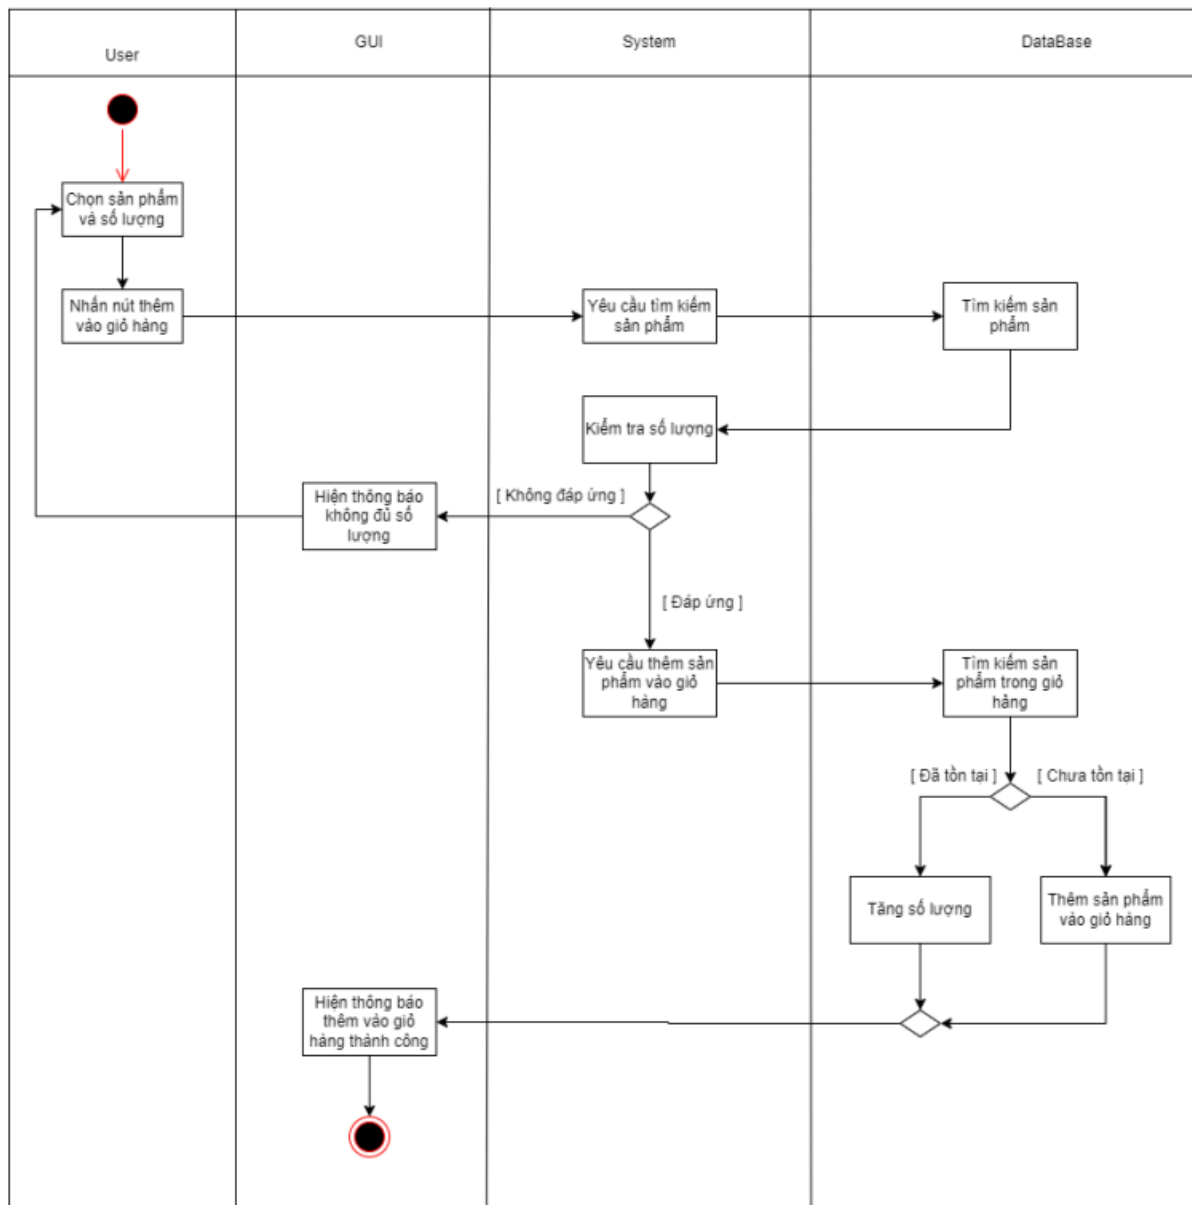 User
GUI
System
DataBase
Chọn sản phẩm
và số lượng
Nhấn nút thêm
vào giỏ hàng
Yêu cầu tìm kiếm
sản phẩm
Tìm kiếm sản
phẩm
Kiểm tra số lượng
[ Không đáp ứng ]
Hiện thông báo
không đủ số
lượng
[ Đáp ứng ]
Yêu cầu thêm sản
phẩm vào giỏ
hàng
Tìm kiếm sản
phẩm trong giỏ
hàng
[ Đã tồn tại ]
[ Chưa tồn tại ]
Tăng số lượng
Thêm sản phẩm
vào giỏ hàng
Hiện thông báo
thêm vào giỏ
hàng thành công